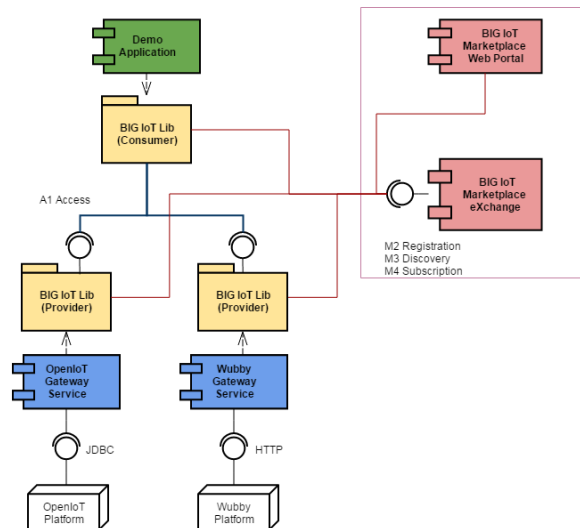 Demo
Application
BIG IoT
Marketplace
Web Portal
BIG IoT Lib
(Consumer)
A1 Access
BIG IoT
Marketplace
eXchange
M2 Registration
M3 Discovery
M4 Subscription
BIG IoT Lib
(Provider)
BIG IoT Lib
(Provider)
OpenIoT
Gateway
Service
Wubby
Gateway
Service
JDBC
HTTP
OpenIoT
Platform
Wubby
Platform